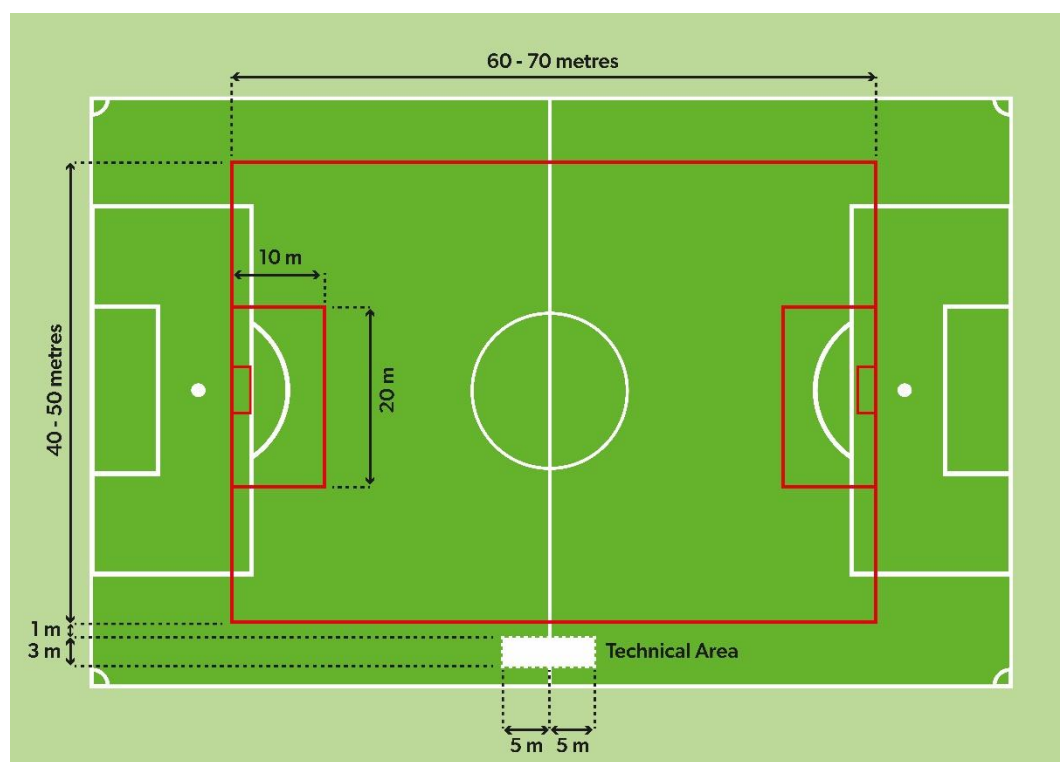 60 - 70 metres
10 m
40 - 50 metres
20 m
1 m
3 m
Technical Area
5 m 5 m